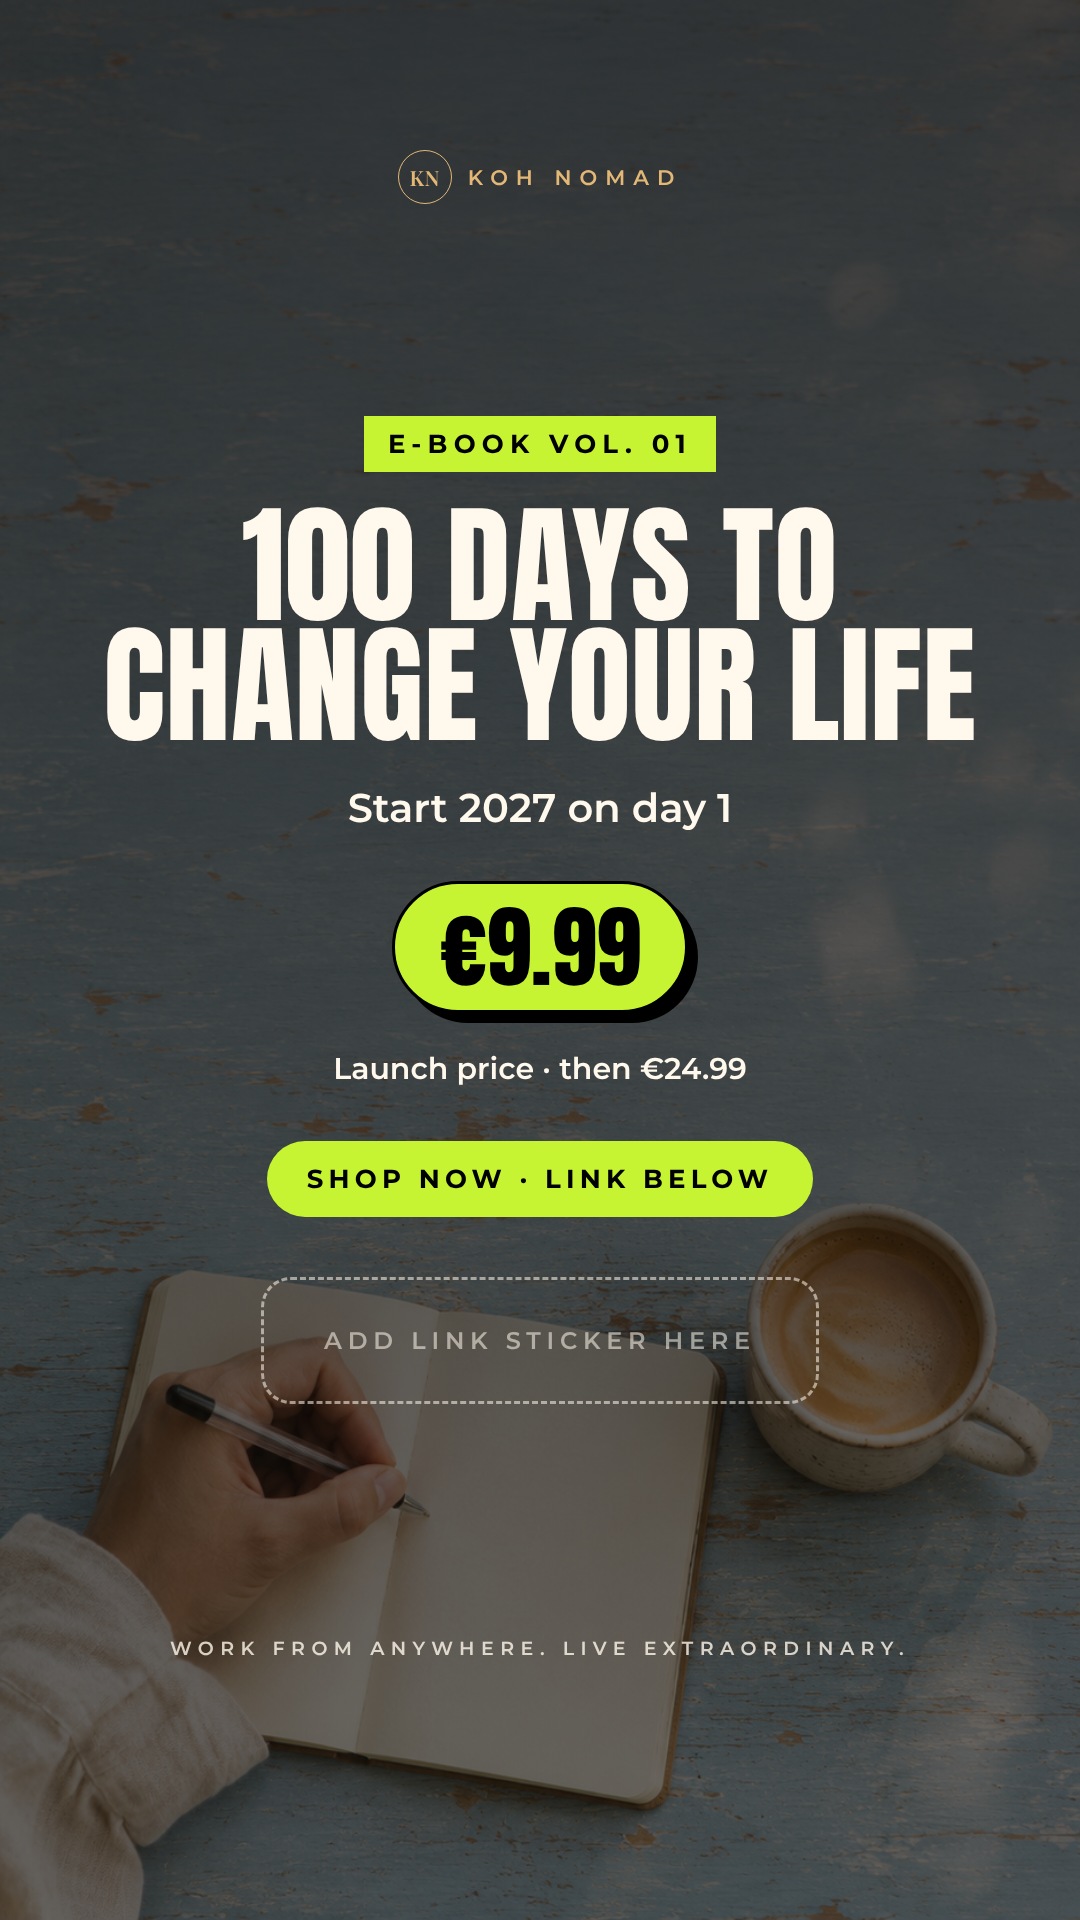 KN KOH NOMAD
E-BOOK VOL. 01
100 DAYS TO
CHANGE YOUR LIFE
Start 2027 on day 1
€9.99
Launch price · then €24.99
SHOP NOW · LINK BELOW
ADD LINK STICKER HERE
WORK FROM ANYWHERE. LIVE EXTRAORDINARY.